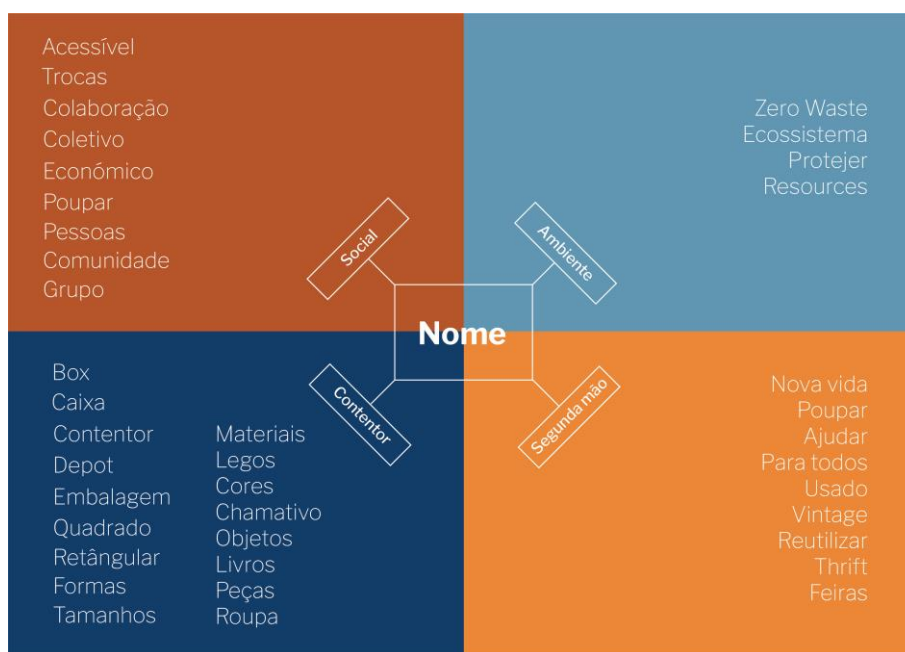 Acessível
Trocas
Colaboração
Coletivo
Económico
Poupar
Pessoas
Comunidade
Grupo
Social
Zero Waste
Ecossistema
Protejer
Resources
Ambiente
Nome
Box
Caixa
Contentor
Depot
Embalagem
Quadrado
Retângular
Formas
Tamanhos
Materiais
Legos
Cores
Chamativo
Objetos
Livros
Peças
Roupa
Contentor
Segunda mão
Nova vida
Poupar
Ajudar
Para todos
Usado
Vintage
Reutilizar
Thrift
Feiras